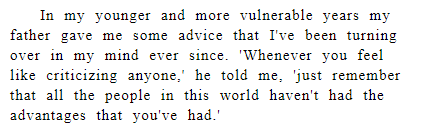 In my younger and more vulnerable years my
father gave me some advice that I've been turning
over in my mind ever since. 'Whenever you feel
like criticizing anyone,' he told me, 'just remember
that all the people in this world haven't had the
advantages that you've had.'